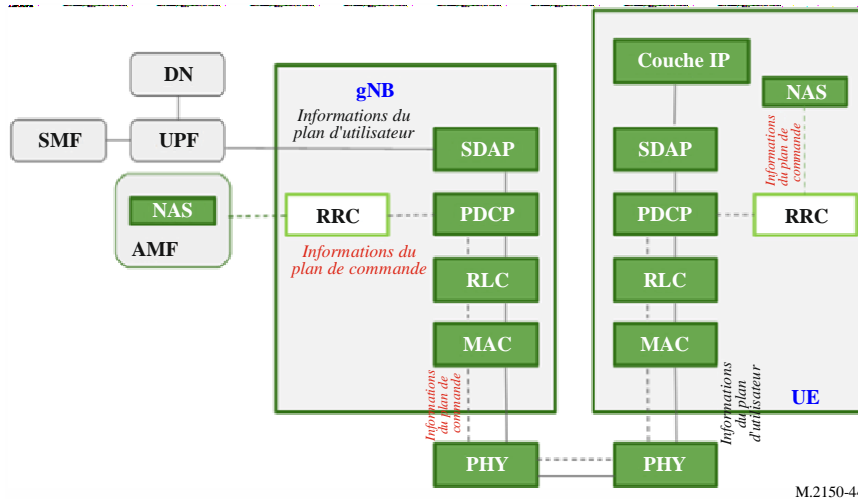 DN
SMF
UPF
NAS
AMF
gNB
Informations du
plan d'utilisateur
SDAP
RRC
PDCP
Informations du
plan de commande
RLC
MAC
Informations
du plan de
commande
PHY
Couche IP
NAS
Informations
du plan de
commande
SDAP
PDCP
RRC
RLC
MAC
Informations
du plan
d'utilisateur
UE
PHY